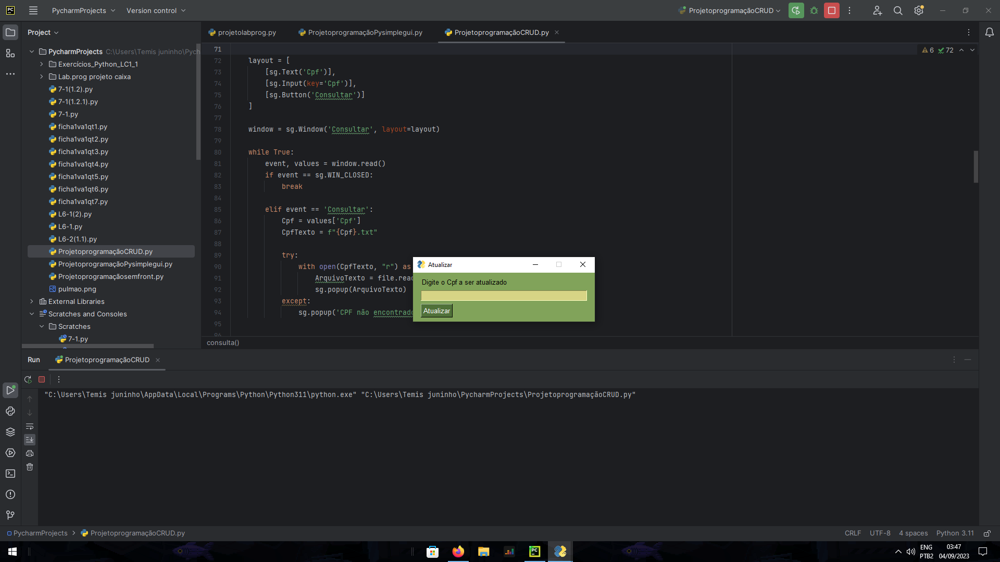 PycharmProjects
Version control
ProjetoprogramaçãoCRUD
Project
projetolabprog.py
ProjetoprogramaçãoPysimplegui.py
ProjetoprogramaçãoCRUD.py
PycharmProjects C:\Users\Temis juninho\Pych
Exercícios_Python_LC1_1
Lab.prog projeto caixa
7-1(1.2).py
7-1(1.2.1).py
7-1.py
ficha1va1qt1.py
ficha1va1qt2.py
ficha1va1qt3.py
ficha1va1qt4.py
ficha1va1qt5.py
ficha1va1qt6.py
ficha1va1qt7.py
L6-1(2).py
L6-1.py
L6-2(1.1).py
ProjetoprogramaçãoCRUD.py
ProjetoprogramaçãoPysimplegui.py
Projetoprogramaçãosemfront.py
pulmao.png
External Libraries
Scratches and Consoles
Scratches
7-1.py
6 72
71
72 layout = [
73 [sg.Text('Cpf')],
74 [sg.Input(key='Cpf')],
75 [sg.Button('Consultar')]
76 ]
77
78 window = sg.Window('Consultar', layout=layout)
79
80 while True:
81 event, values = window.read()
82 if event == sg.WIN_CLOSED:
83 break
84
85 elif event == 'Consultar':
86 Cpf = values['Cpf']
87 CpfTexto = f"{Cpf}.txt"
88
89 try:
90 with open(CpfTexto, "r") as
91 ArquivoTexto = file.read
92 sg.popup(ArquivoTexto)
93 except:
94 sg.popup('CPF não encontrado
95
96
Atualizar
Digite o Cpf a ser atualizado
Atualizar
consulta()
Run
ProjetoprogramaçãoCRUD
"C:\Users\Temis juninho\AppData\Local\Programs\Python\Python311\python.exe" "C:\Users\Temis juninho\PycharmProjects\ProjetoprogramaçãoCRUD.py"
PycharmProjects
ProjetoprogramaçãoCRUD.py
CRLF
UTF-8
4 spaces
Python 3.11
ENG
PTB2
03:47
04/09/2023